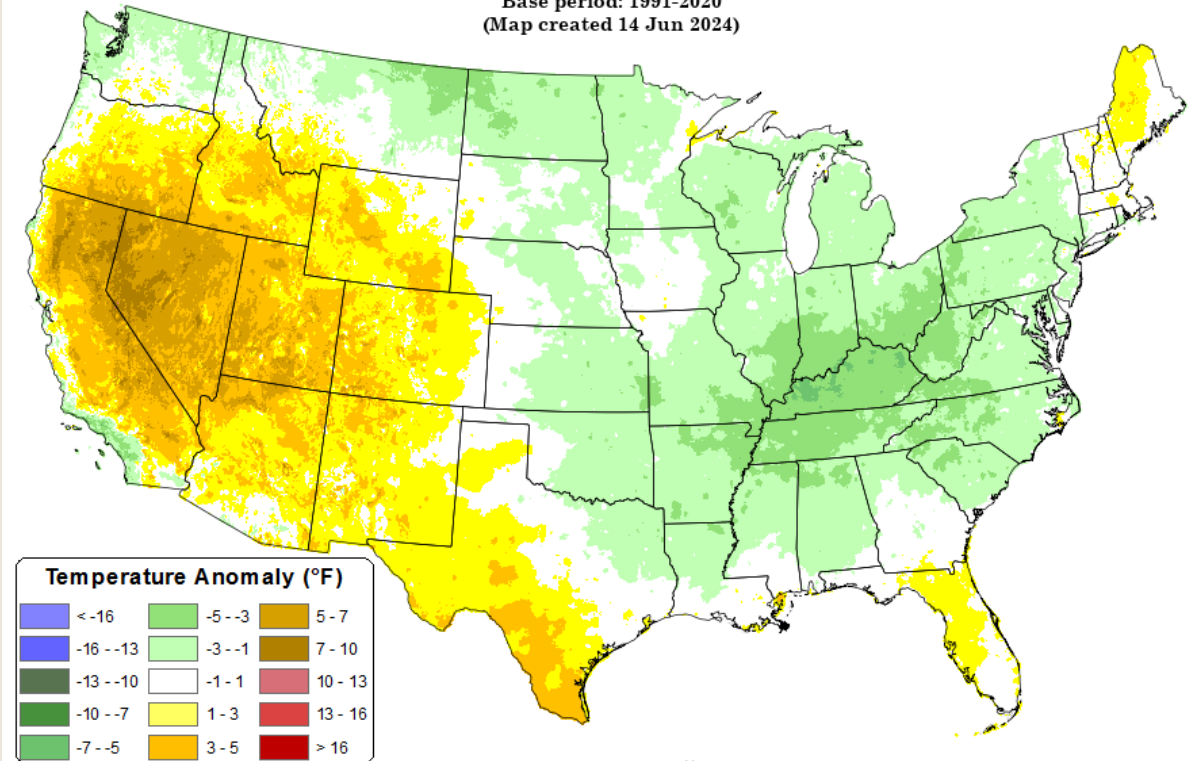 Base period: 1991-2020
(Map created 14 Jun 2024)
Temperature Anomaly (°F)
< -16
-16 - -13
-13 - -10
-10 - -7
-7 - -5
-5 - -3
-3 - -1
-1 - 1
1 - 3
3 - 5
5 - 7
7 - 10
10 - 13
13 - 16
> 16